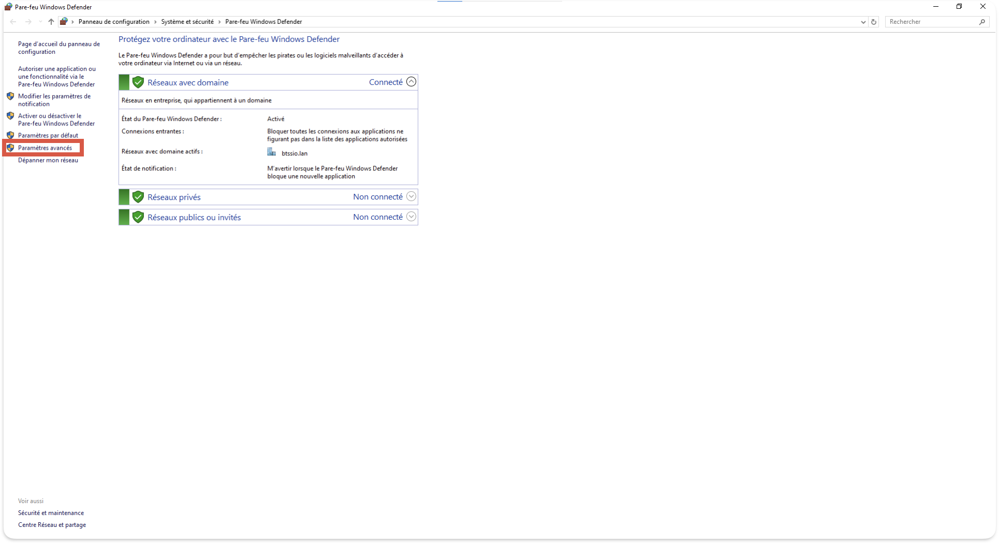 Pare-feu Windows Defender
Panneau de configuration
Système et sécurité
Pare-feu Windows Defender
Rechercher
Page d’accueil du panneau de
configuration
Autoriser une application ou
une fonctionnalité via le
Pare-feu Windows Defender
Modifier les paramètres de
notification
Activer ou désactiver le
Pare-feu Windows Defender
Paramètres par défaut
Paramètres avancés
Dépanner mon réseau
Protégez votre ordinateur avec le Pare-feu Windows Defender
Le Pare-feu Windows Defender a pour but d’empêcher les pirates ou les logiciels malveillants d’accéder à
votre ordinateur via Internet ou via un réseau.
Réseaux avec domaine Connecté
Réseaux en entreprise, qui appartiennent à un domaine
État du Pare-feu Windows Defender : Activé
Connexions entrantes : Bloquer toutes les connexions aux applications ne
figurant pas dans la liste des applications autorisées
Réseaux avec domaine actifs : btssio.lan
État de notification : M’avertir lorsque le Pare-feu Windows Defender
bloque une nouvelle application
Réseaux privés Non connecté
Réseaux publics ou invités Non connecté
Voir aussi
Sécurité et maintenance
Centre Réseau et partage